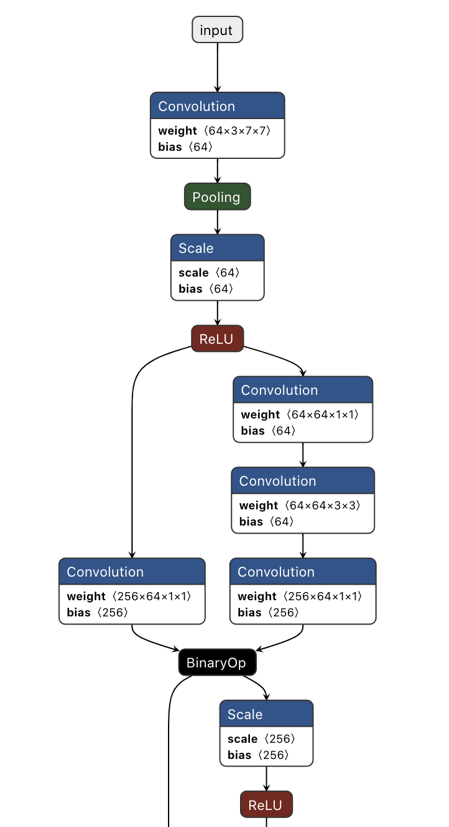 input
Convolution
weight 〈64×3×7×7〉
bias 〈64〉
Pooling
Scale
scale 〈64〉
bias 〈64〉
ReLU
Convolution
weight 〈64×64×1×1〉
bias 〈64〉
Convolution
weight 〈64×64×3×3〉
bias 〈64〉
Convolution
weight 〈256×64×1×1〉
bias 〈256〉
Convolution
weight 〈256×64×1×1〉
bias 〈256〉
BinaryOp
Scale
scale 〈256〉
bias 〈256〉
ReLU